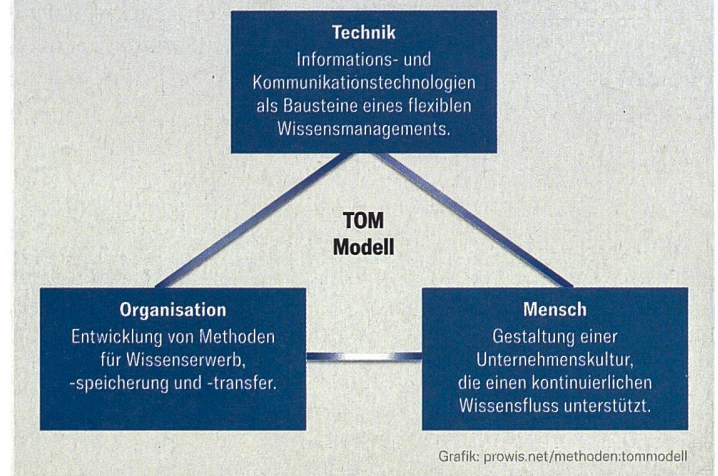 Technik
Informations- und
Kommunikationstechnologien
als Bausteine eines flexiblen
Wissensmanagements.
TOM
Modell
Organisation
Entwicklung von Methoden
für Wissenserwerb,
-speicherung und -transfer.
Mensch
Gestaltung einer
Unternehmenskultur,
die einen kontinuierlichen
Wissensfluss unterstützt.
Grafik: prowis.net/methoden:tommodell